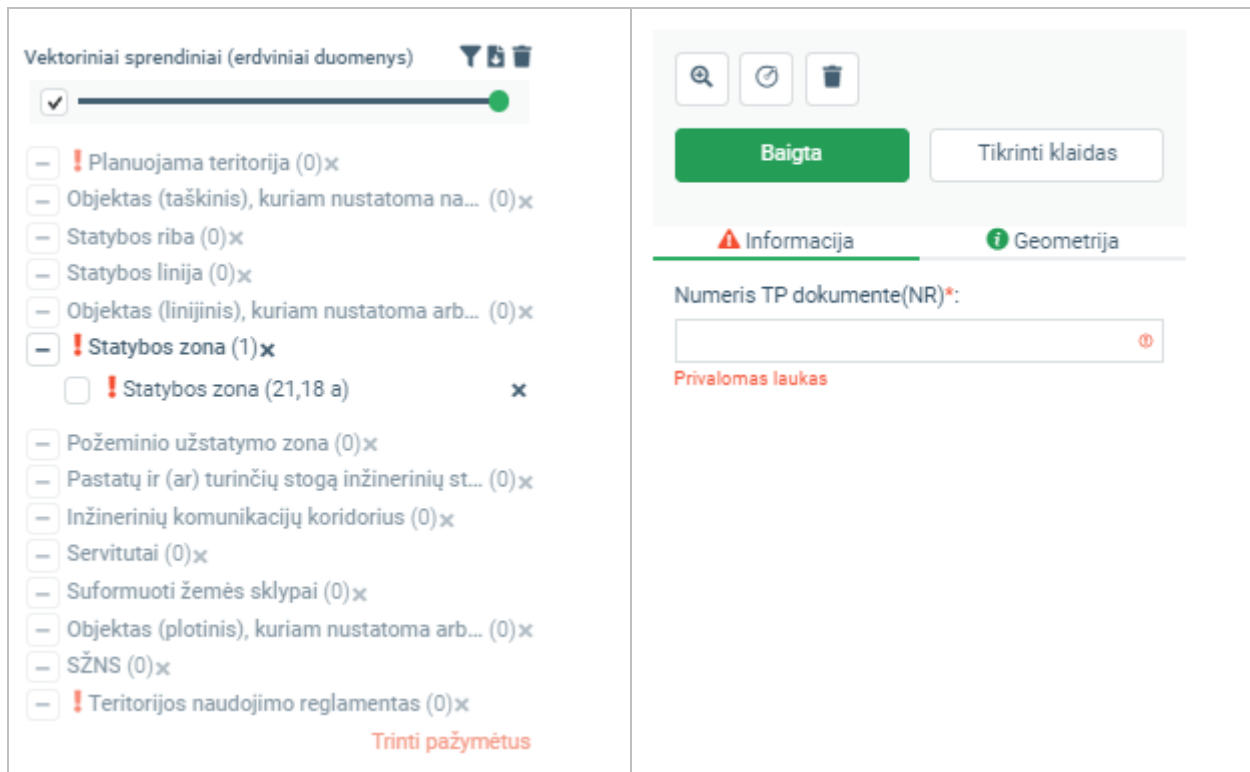 Vektoriniai sprendiniai (erdviniai duomenys)
! Planuojama teritorija (0)
Objektas (taškinis), kuriam nustatoma na... (0)
Statybos riba (0)
Statybos linija (0)
Objektas (linijinis), kuriam nustatoma arb... (0)
! Statybos zona (1)
! Statybos zona (21,18 a)
Požeminio užstatymo zona (0)
Pastatų ir (ar) turinčių stogą inžinerinių st... (0)
Inžinerinių komunikacijų koridorius (0)
Servitutai (0)
Suformuoti žemės sklypai (0)
Objektas (plotinis), kuriam nustatoma arb... (0)
SŽNS (0)
! Teritorijos naudojimo reglamentas (0)
Trinti pažymėtus
Baigta
Tikrinti klaidas
Informacija
Geometrija
Numeris TP dokumente(NR)*:
Privalomas laukas